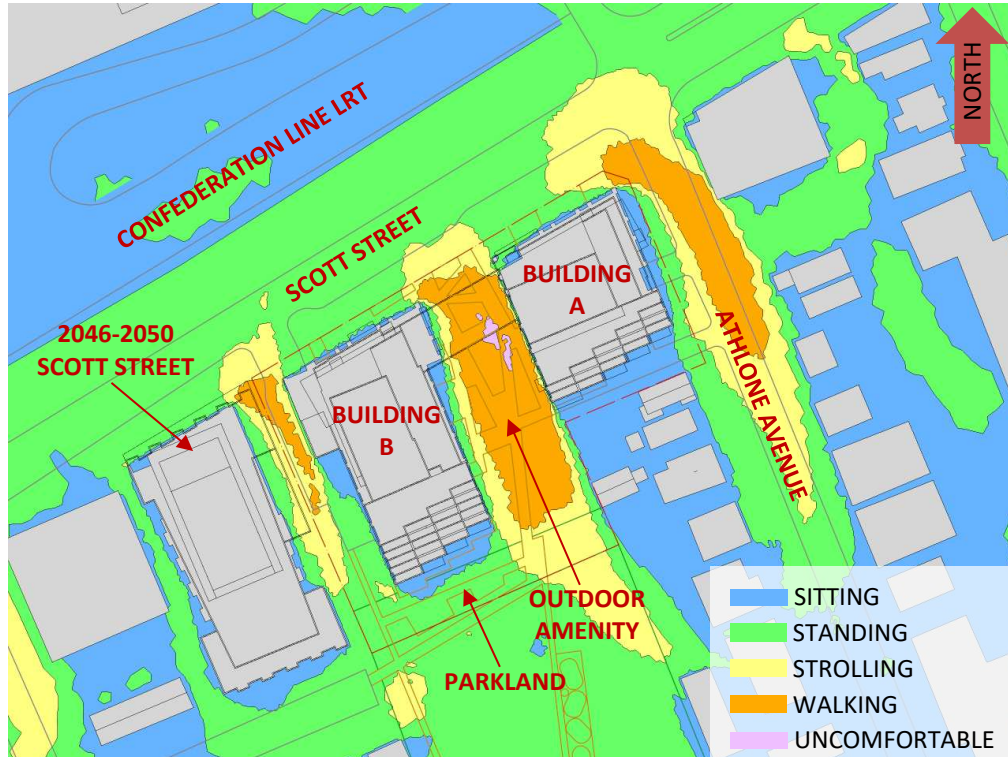 NORTH
CONFEDERATION LINE LRT
SCOTT STREET
2046-2050
SCOTT STREET
BUILDING
A
BUILDING
B
ATHLONE AVENUE
OUTDOOR
AMENITY
PARKLAND
SITTING
STANDING
STROLLING
WALKING
UNCOMFORTABLE